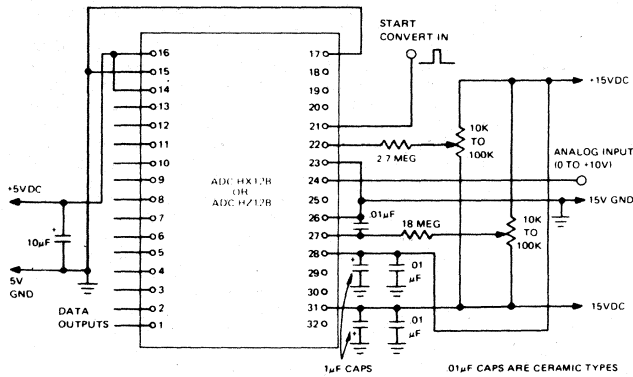 START
CONVERT IN
16
15
14
13
12
11
10
9
8
7
6
5
4
3
2
1
17
18
19
20
21
22
23
24
25
26
27
28
29
30
31
32
ADC HX12B
OR
ADC HZ12B
+5VDC
+
10μF
5V
GND
DATA
OUTPUTS
2 7 MEG
10K
TO
100K
+15VDC
ANALOG INPUT
(0 TO +10V)
15V GND
.01μF
18 MEG
10K
TO
100K
+
.01
μF
15VDC
+
.01
μF
1μF CAPS
.01μF CAPS ARE CERAMIC TYPES